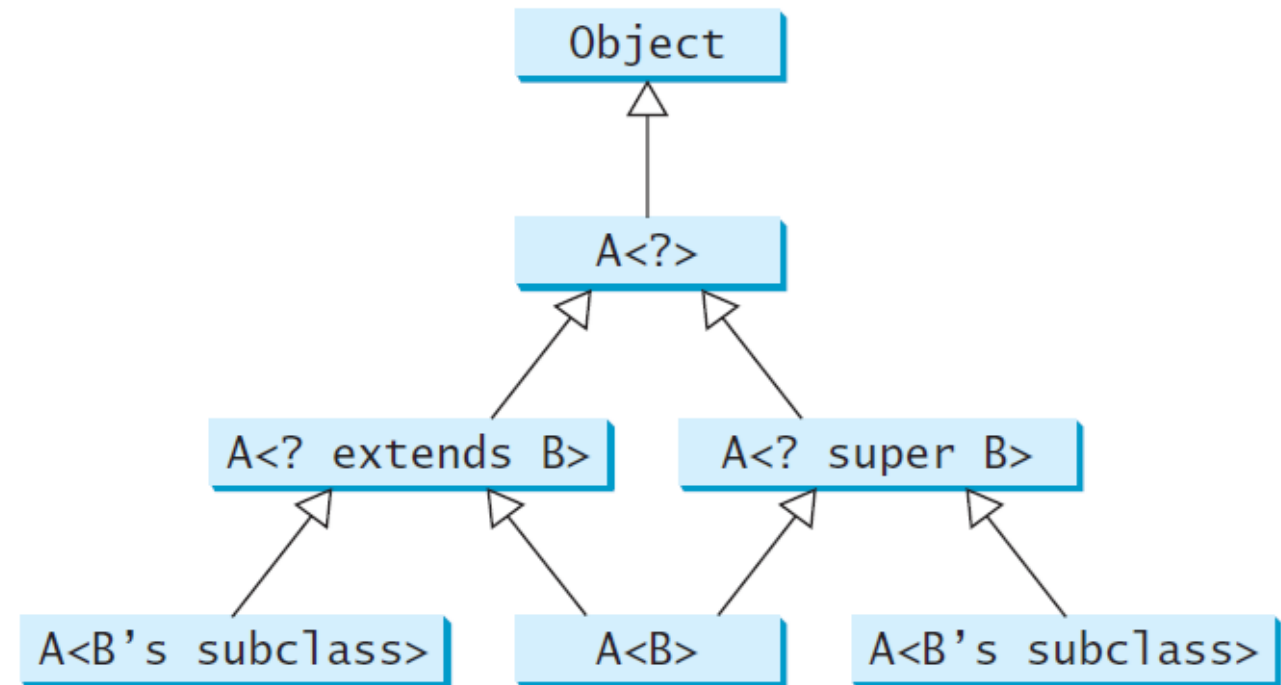 Object
A<?>
A<? extends B>
A<? super B>
A<B’s subclass>
A<B>
A<B’s subclass>